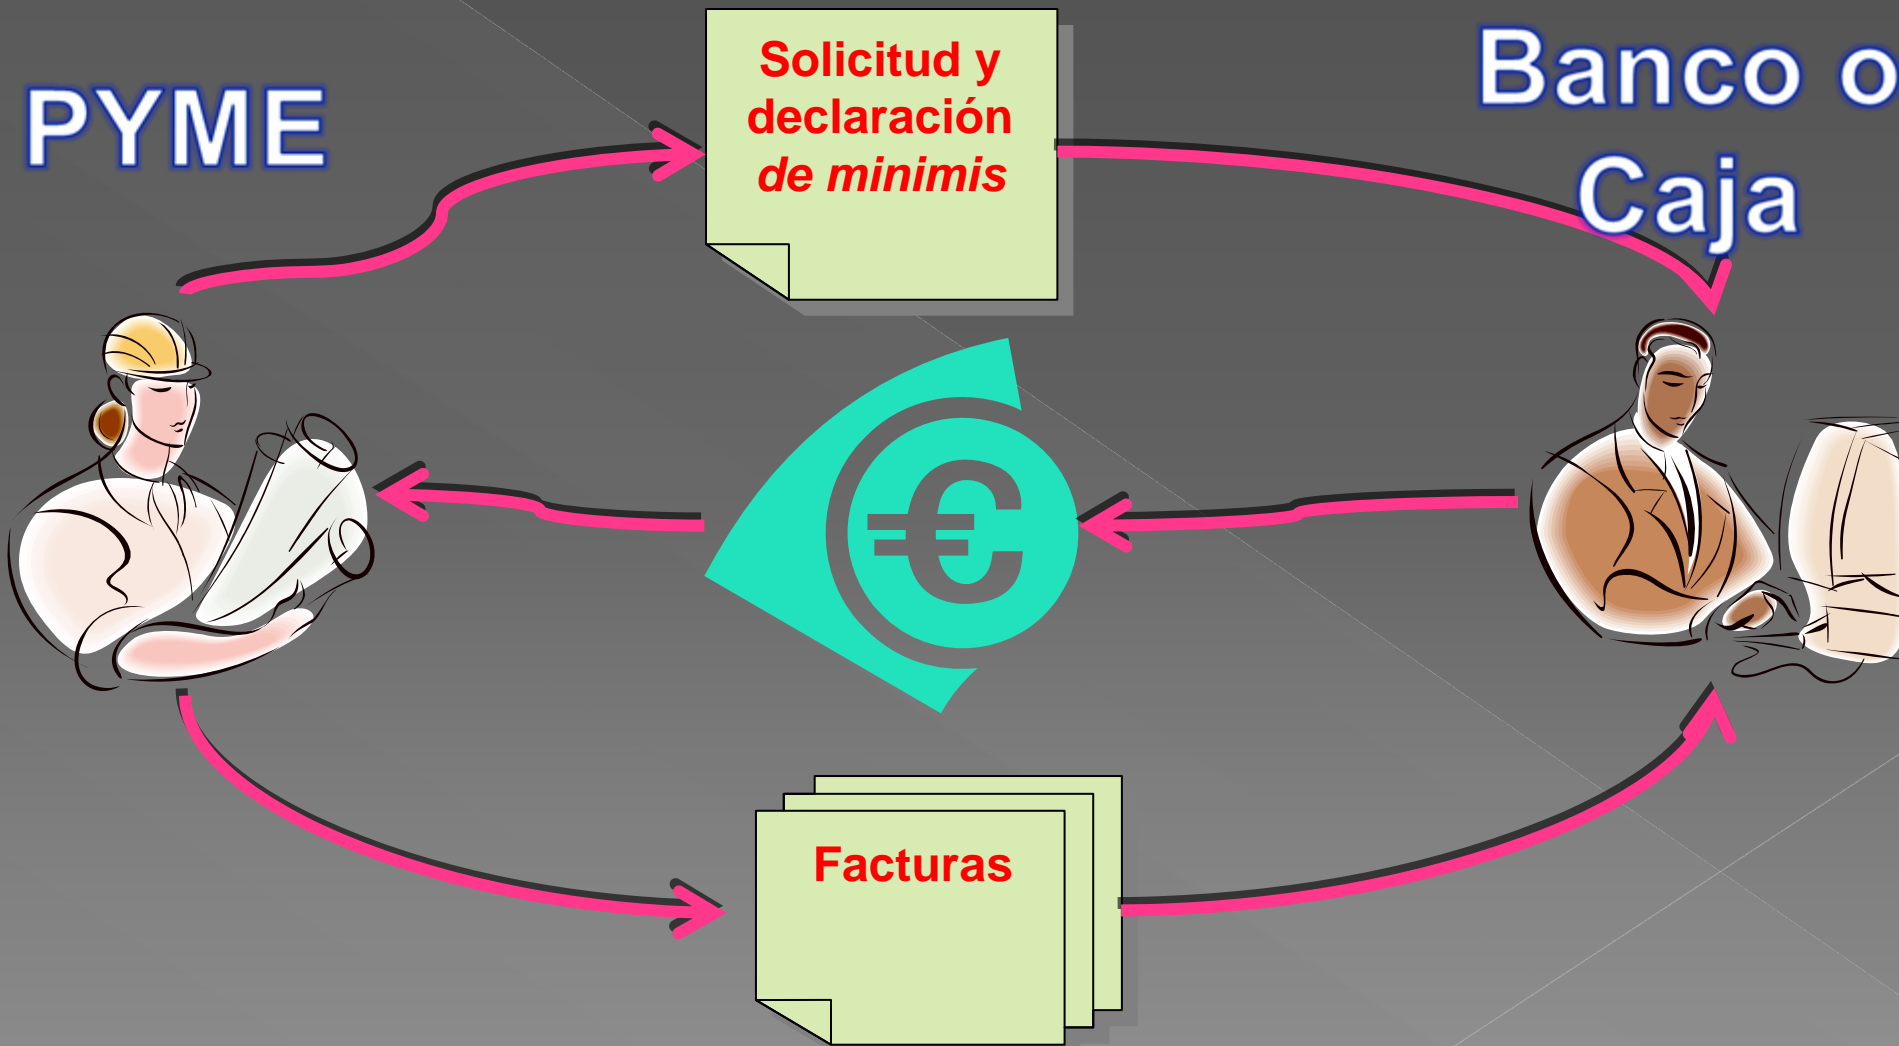 PYME
Solicitud y
declaración
de minimis
Banco o
Caja
€
Facturas